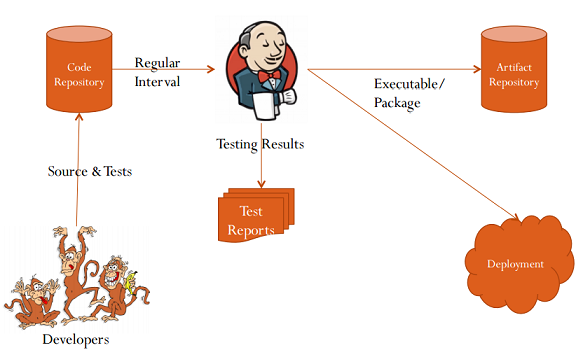 Code
Repository
Regular
Interval
Executable/
Package
Artifact
Repository
Testing Results
Source & Tests
Test
Reports
Deployment
Developers